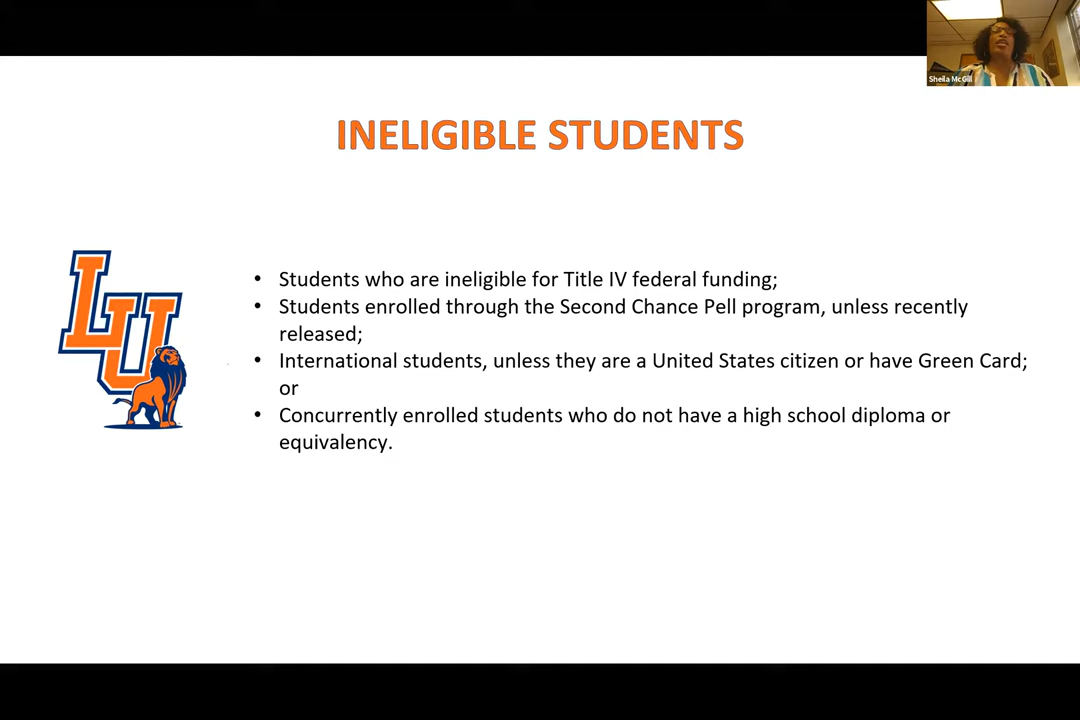 Sheila McGill
INELIGIBLE STUDENTS
LU
• Students who are ineligible for Title IV federal funding;
• Students enrolled through the Second Chance Pell program, unless recently
released;
• International students, unless they are a United States citizen or have Green Card;
or
• Concurrently enrolled students who do not have a high school diploma or
equivalency.